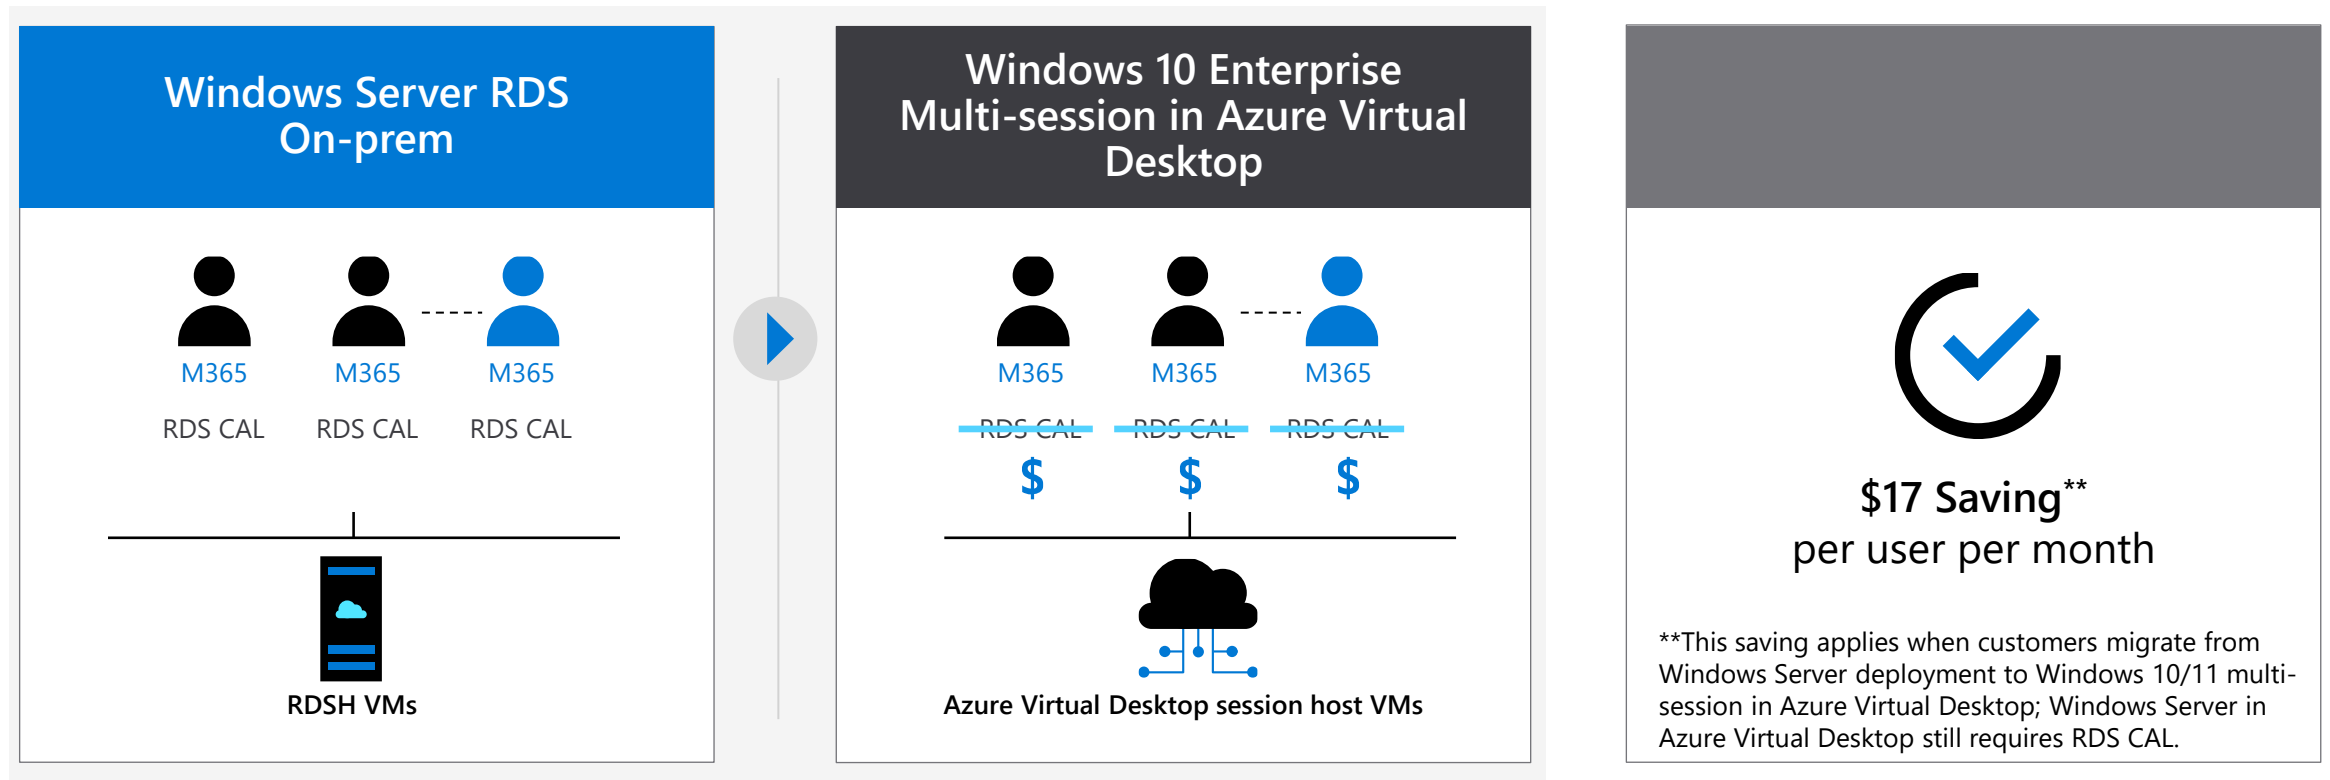 Windows Server RDS
On-prem
M365 M365 M365
RDS CAL RDS CAL RDS CAL
RDSH VMs
Windows 10 Enterprise
Multi-session in Azure Virtual
Desktop
M365 M365 M365
RDS CAL RDS CAL RDS CAL
$ $ $
Azure Virtual Desktop session host VMs
$17 Saving**
per user per month
**This saving applies when customers migrate from
Windows Server deployment to Windows 10/11 multi-
session in Azure Virtual Desktop; Windows Server in
Azure Virtual Desktop still requires RDS CAL.